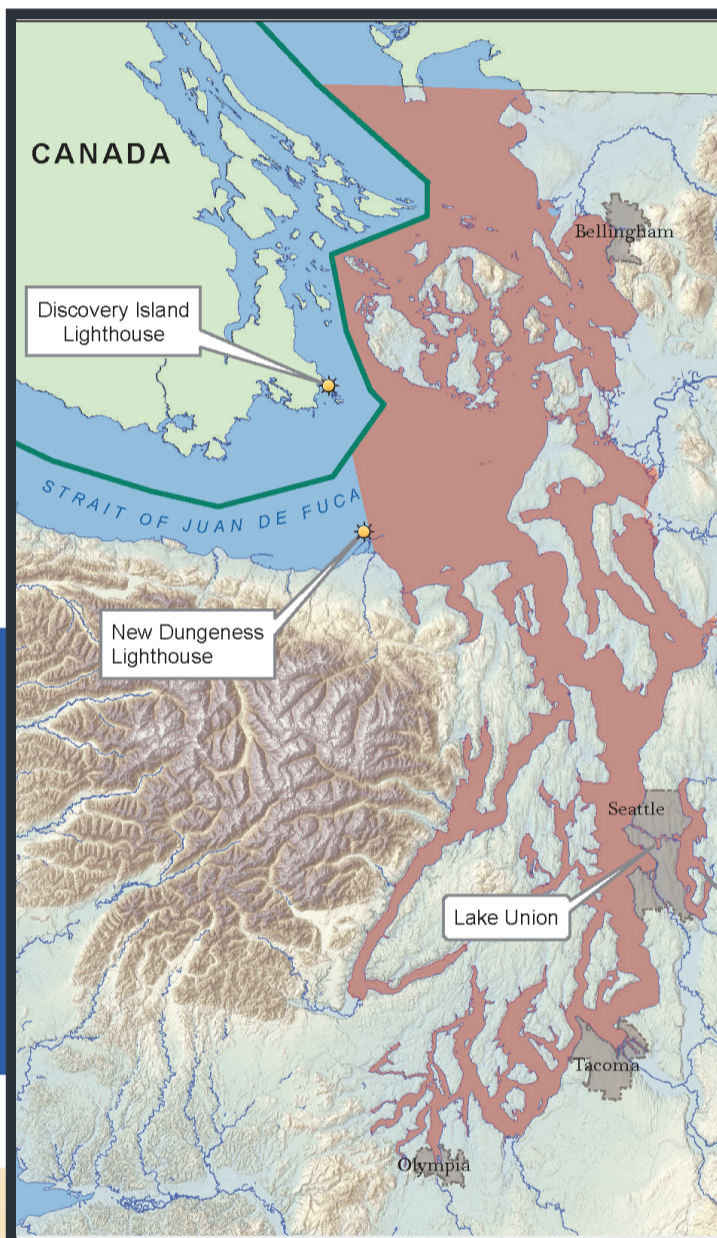 CANADA
Bellingham
Discovery Island
Lighthouse
STRAIT OF JUAN DE FUCA
New Dungeness
Lighthouse
Seattle
Lake Union
Tacoma
Olympia